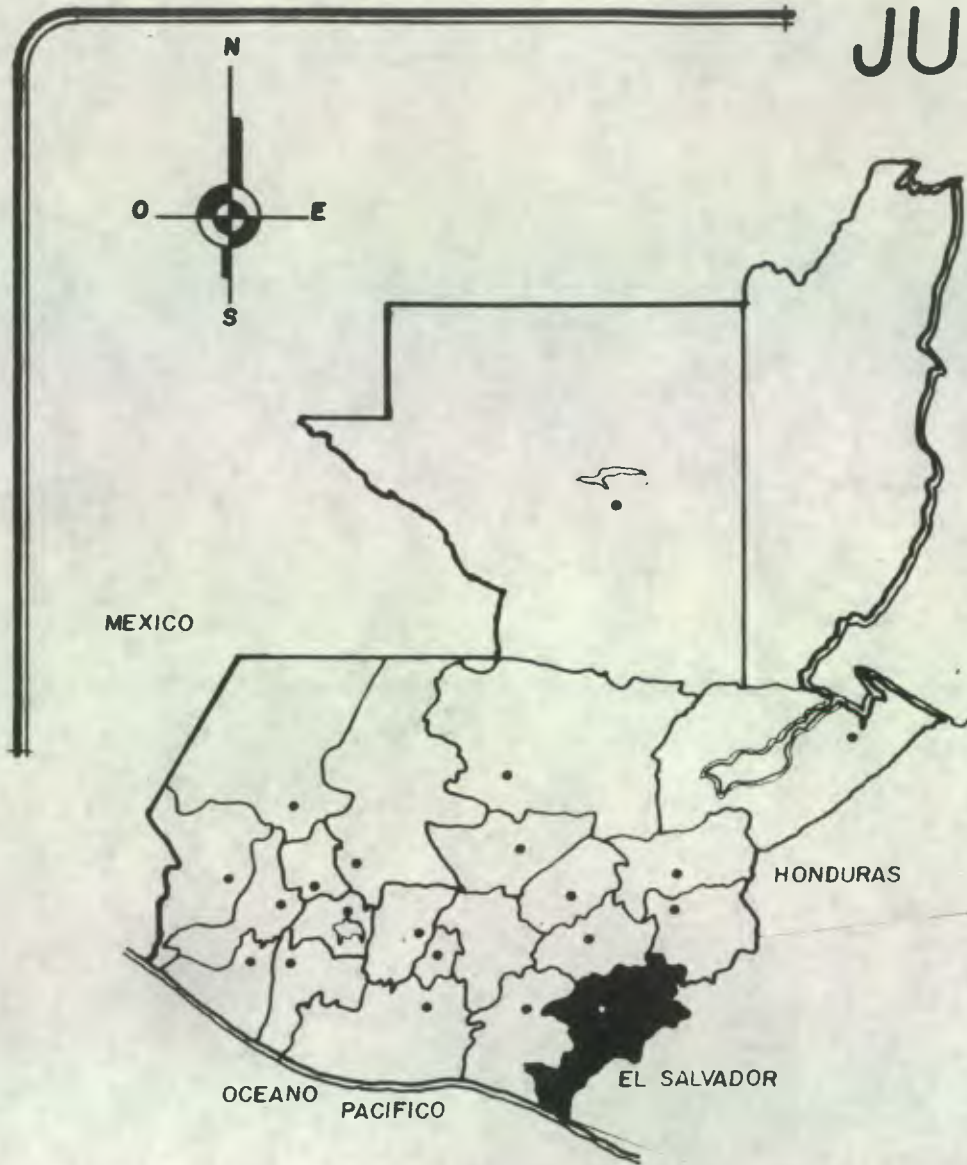 JU
N
O E
S
MEXICO
HONDURAS
EL SALVADOR
OCEANO
PACIFICO